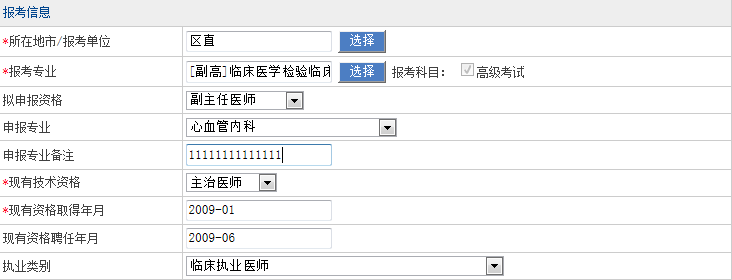 报考信息
*所在地市/报考单位 区直 选择
*报考专业 [副高]临床医学检验临床 选择 报考科目： 高级考试
拟申报资格 副主任医师
申报专业 心血管内科
申报专业备注 11111111111111
*现有技术资格 主治医师
*现有资格取得年月 2009-01
现有资格聘任年月 2009-06
执业类别 临床执业医师